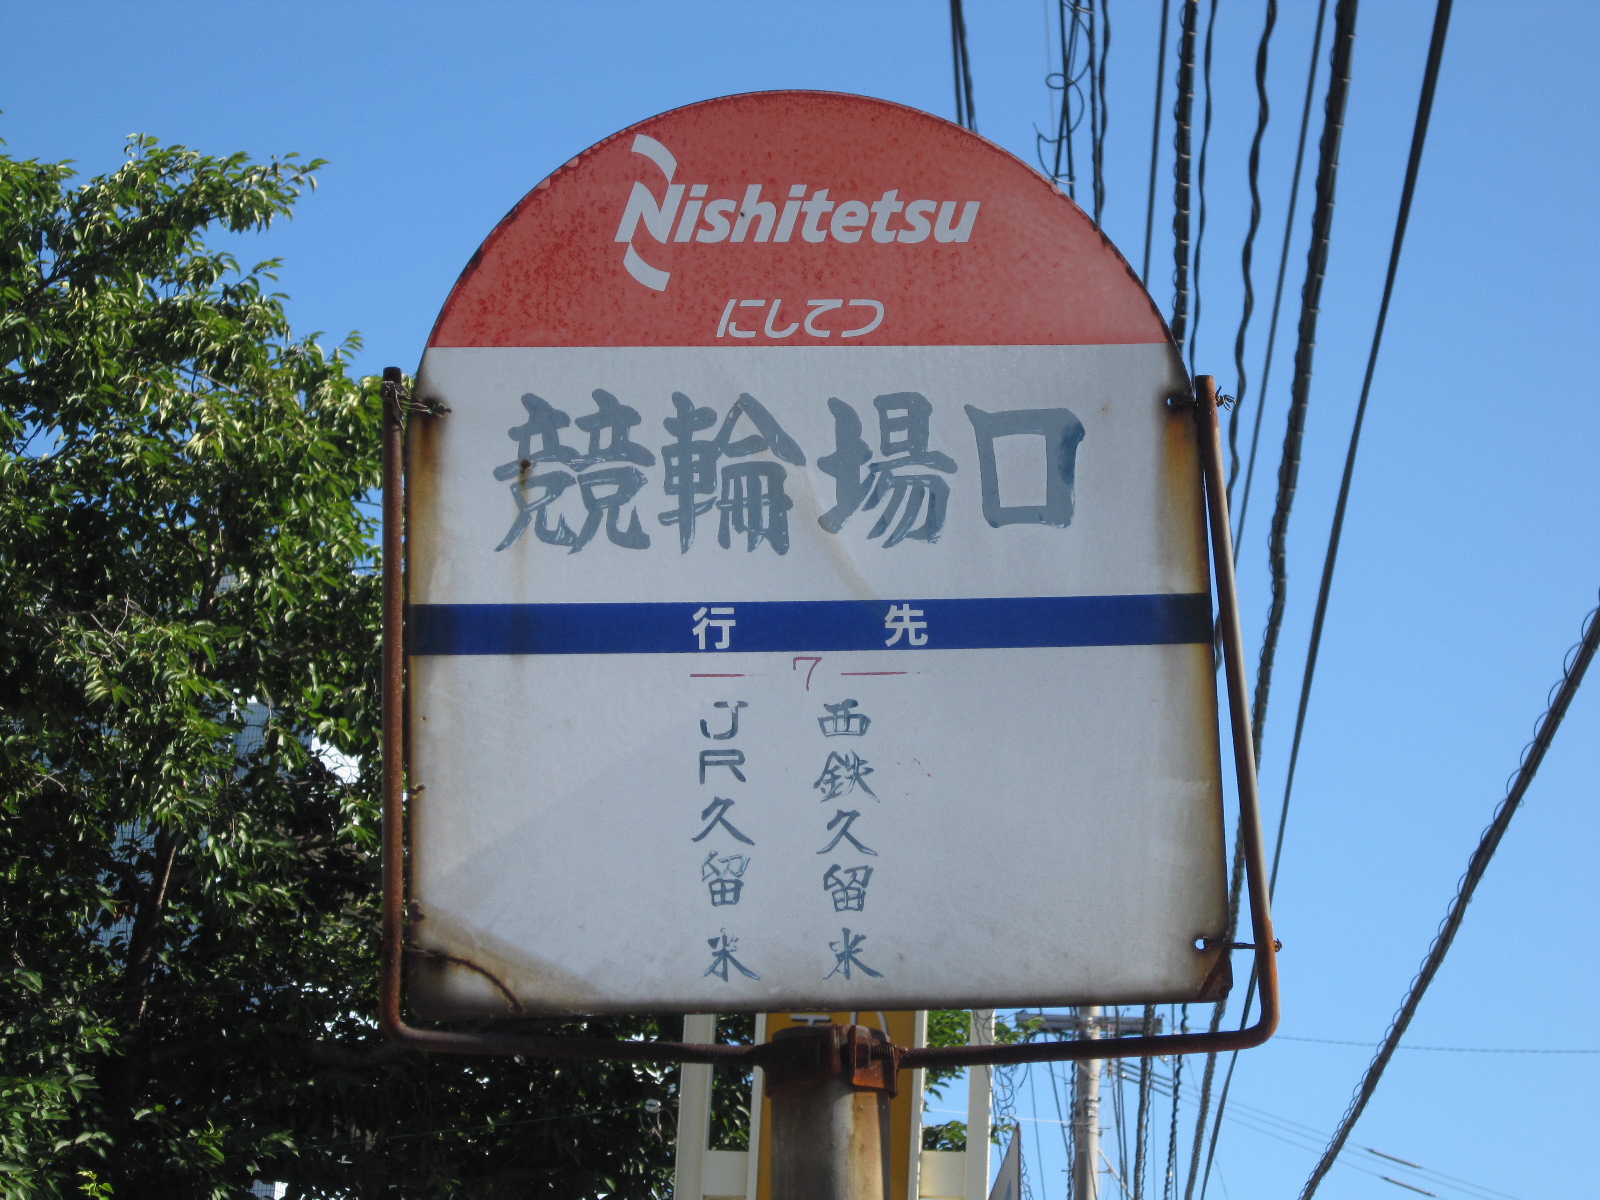 Nishitetsu
にしてつ
競輪場口
行先
7
西鉄久留米
JR久留米